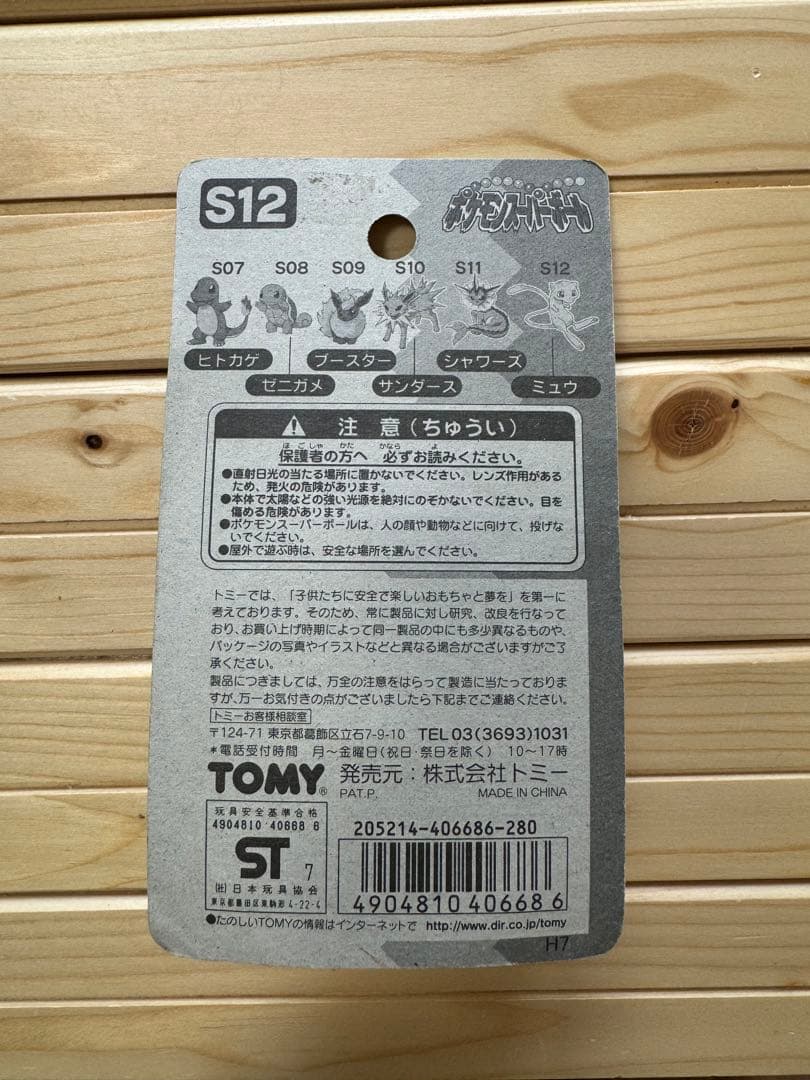 S12
ポケモンスーパーボール
S07 S08 S09 S10 S11 S12
ヒトカゲ ブースター シャワーズ
ゼニガメ サンダース ミュウ
注 意(ちゅうい)
ほごしゃ かた かなら よ
保護者の方へ 必ずお読みください。
●直射日光の当たる場所に置かないでください。レンズ作用がある
ため、発火の危険があります。
●本体で太陽などの強い光源を絶対にのぞかないでください。目を
傷める危険があります。
●ポケモンスーパーボールは、人の顔や動物などに向けて、投げな
いでください。
●屋外で遊ぶ時は、安全な場所を選んでください。
トミーでは、「子供たちに安全で楽しいおもちゃと夢を」を第一に
考えております。そのため、常に製品に対し研究、改良を行なって
おり、お買い上げ時期によって同一製品の中にも多少異なるものや、
パッケージの写真やイラストなどと異なる場合がございますがご了
承ください。
製品につきましては、万全の注意をはらって製造に当たっておりま
すが、万一お気付きの点がございましたら下記までご連絡ください。
トミーお客様相談室
〒124-71 東京都葛飾区立石7-9-10 TEL 03(3693)1031
*電話受付時間 月〜金曜日(祝日・祭日を除く) 10〜17時
TOMY® 発売元:株式会社トミー
PAT.P. MADE IN CHINA
玩具安全基準合格
4904810 40668 6
ST 7
(社)日本玩具協会
東京都墨田区東駒形4-22-4
205214-406686-280
4904810 406686
●たのしいTOMYの情報はインターネットで http://www.dir.co.jp/tomy
H7